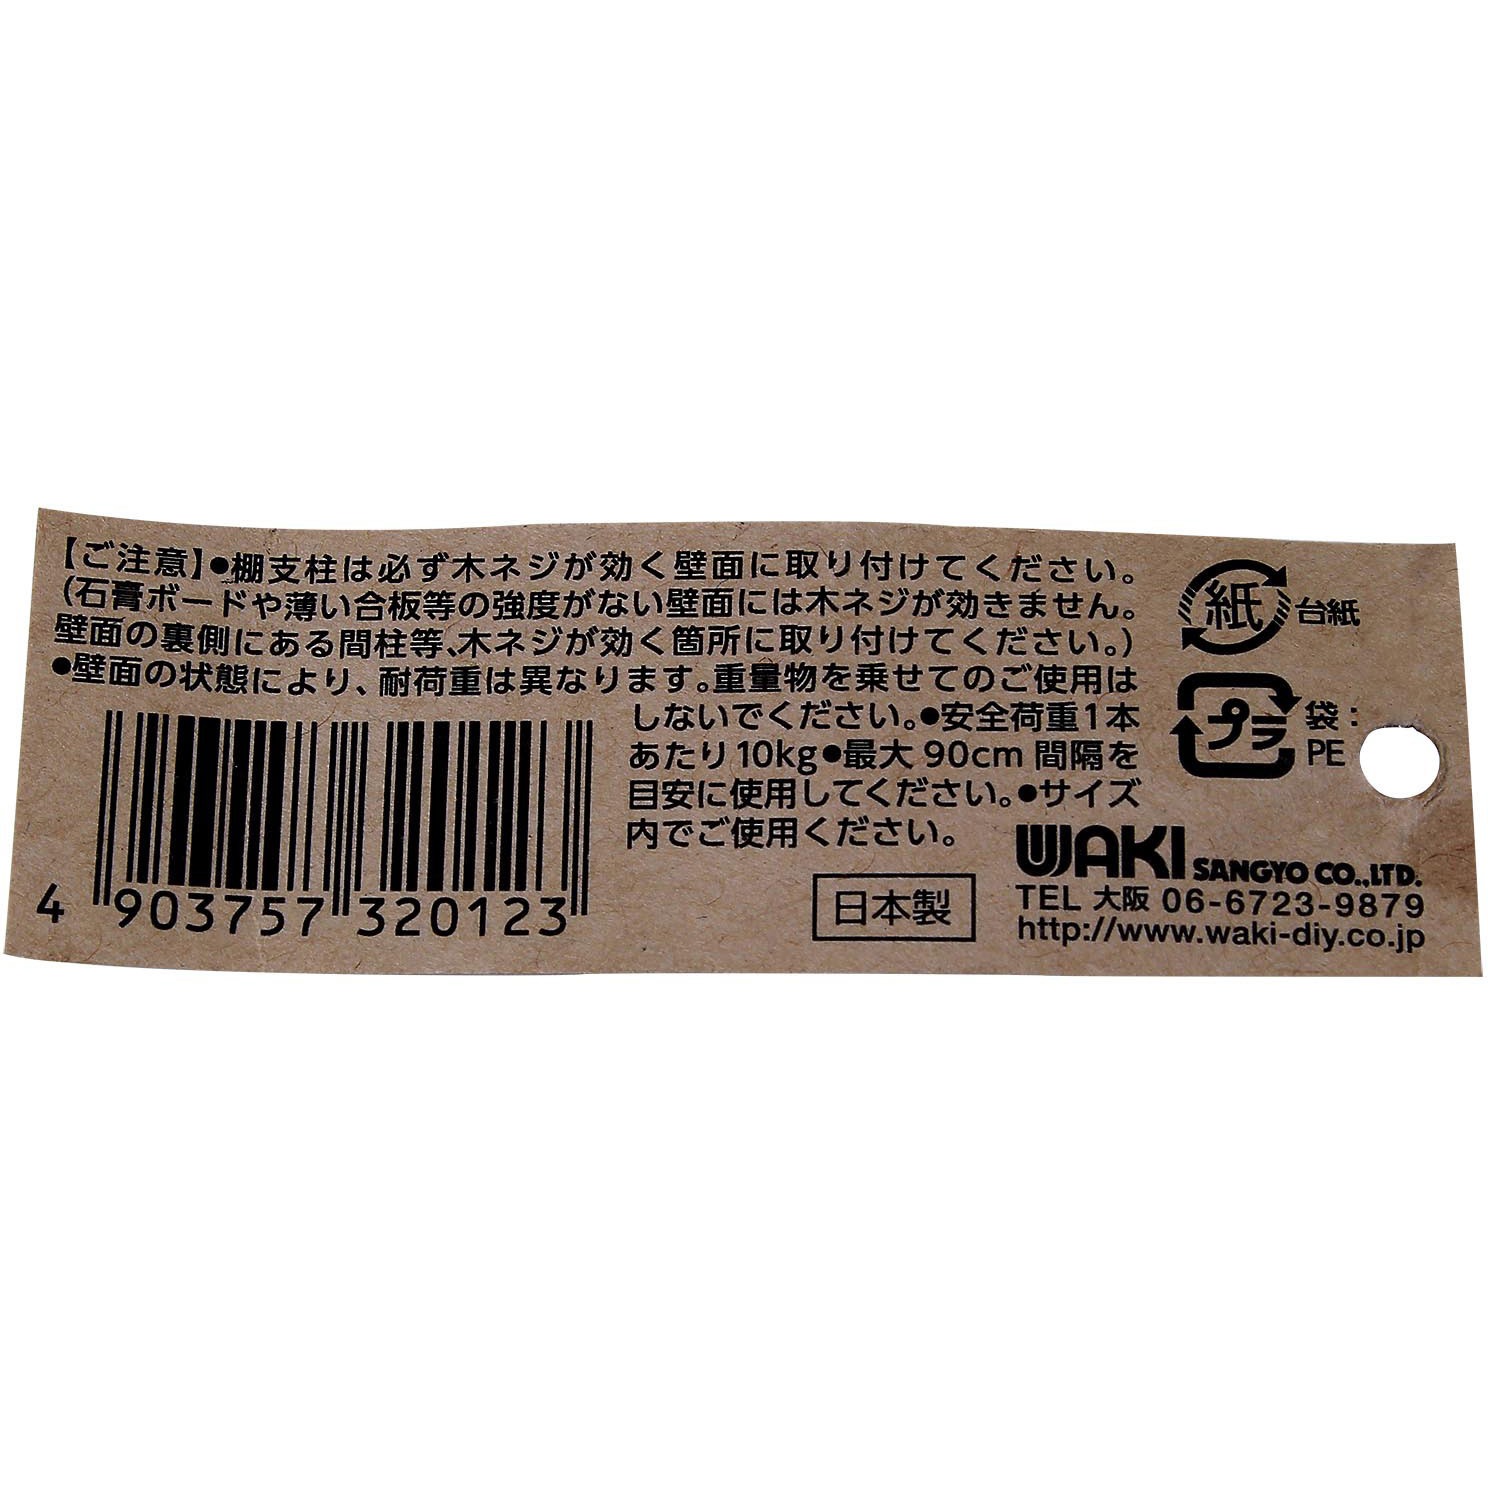 【ご注意】●棚支柱は必ず木ネジが効く壁面に取り付けてください。
(石膏ボードや薄い合板等の強度がない壁面には木ネジが効きません。
壁面の裏側にある間柱等、木ネジが効く箇所に取り付けてください。)
●壁面の状態により、耐荷重は異なります。重量物を乗せてのご使用は
しないでください。●安全荷重1本
あたり10kg●最大90cm間隔を
目安に使用してください。●サイズ
内でご使用ください。
4 903757 320123
日本製
紙 台紙
プラ 袋:
PE
WAKI SANGYO CO.,LTD.
TEL 大阪 06-6723-9879
http://www.waki-diy.co.jp